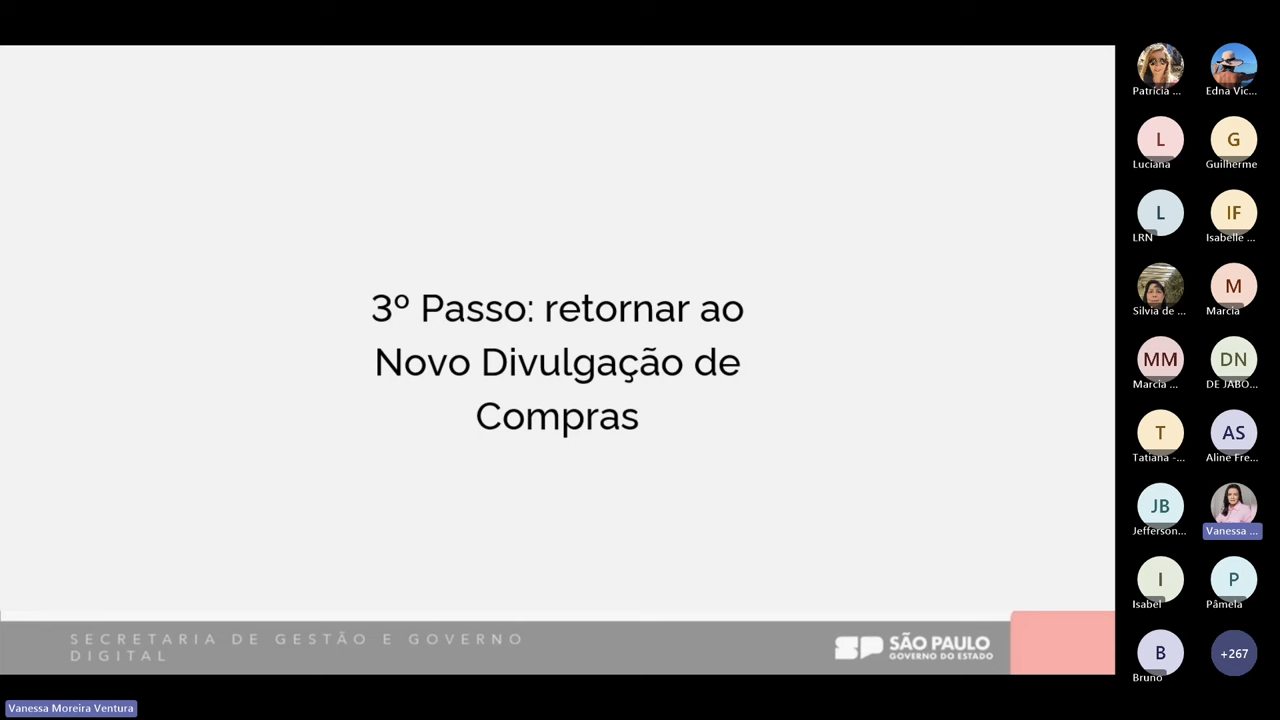 3º Passo: retornar ao
Novo Divulgação de
Compras
SECRETARIA DE GESTÃO E GOVERNO
DIGITAL
SP SÃO PAULO
GOVERNO DO ESTADO
Patricia ...
Edna Vic...
L
G
Luciana
Guilherme
L
IF
LRN
Isabelle ...
M
Silvia de ...
Marcia
MM
DN
Marcia ...
DE JABO...
T
AS
Tatiana -...
Aline Fre...
JB
Jefferson...
Vanessa ...
I
P
Isabel
Pâmela
B
+267
Bruno
Vanessa Moreira Ventura